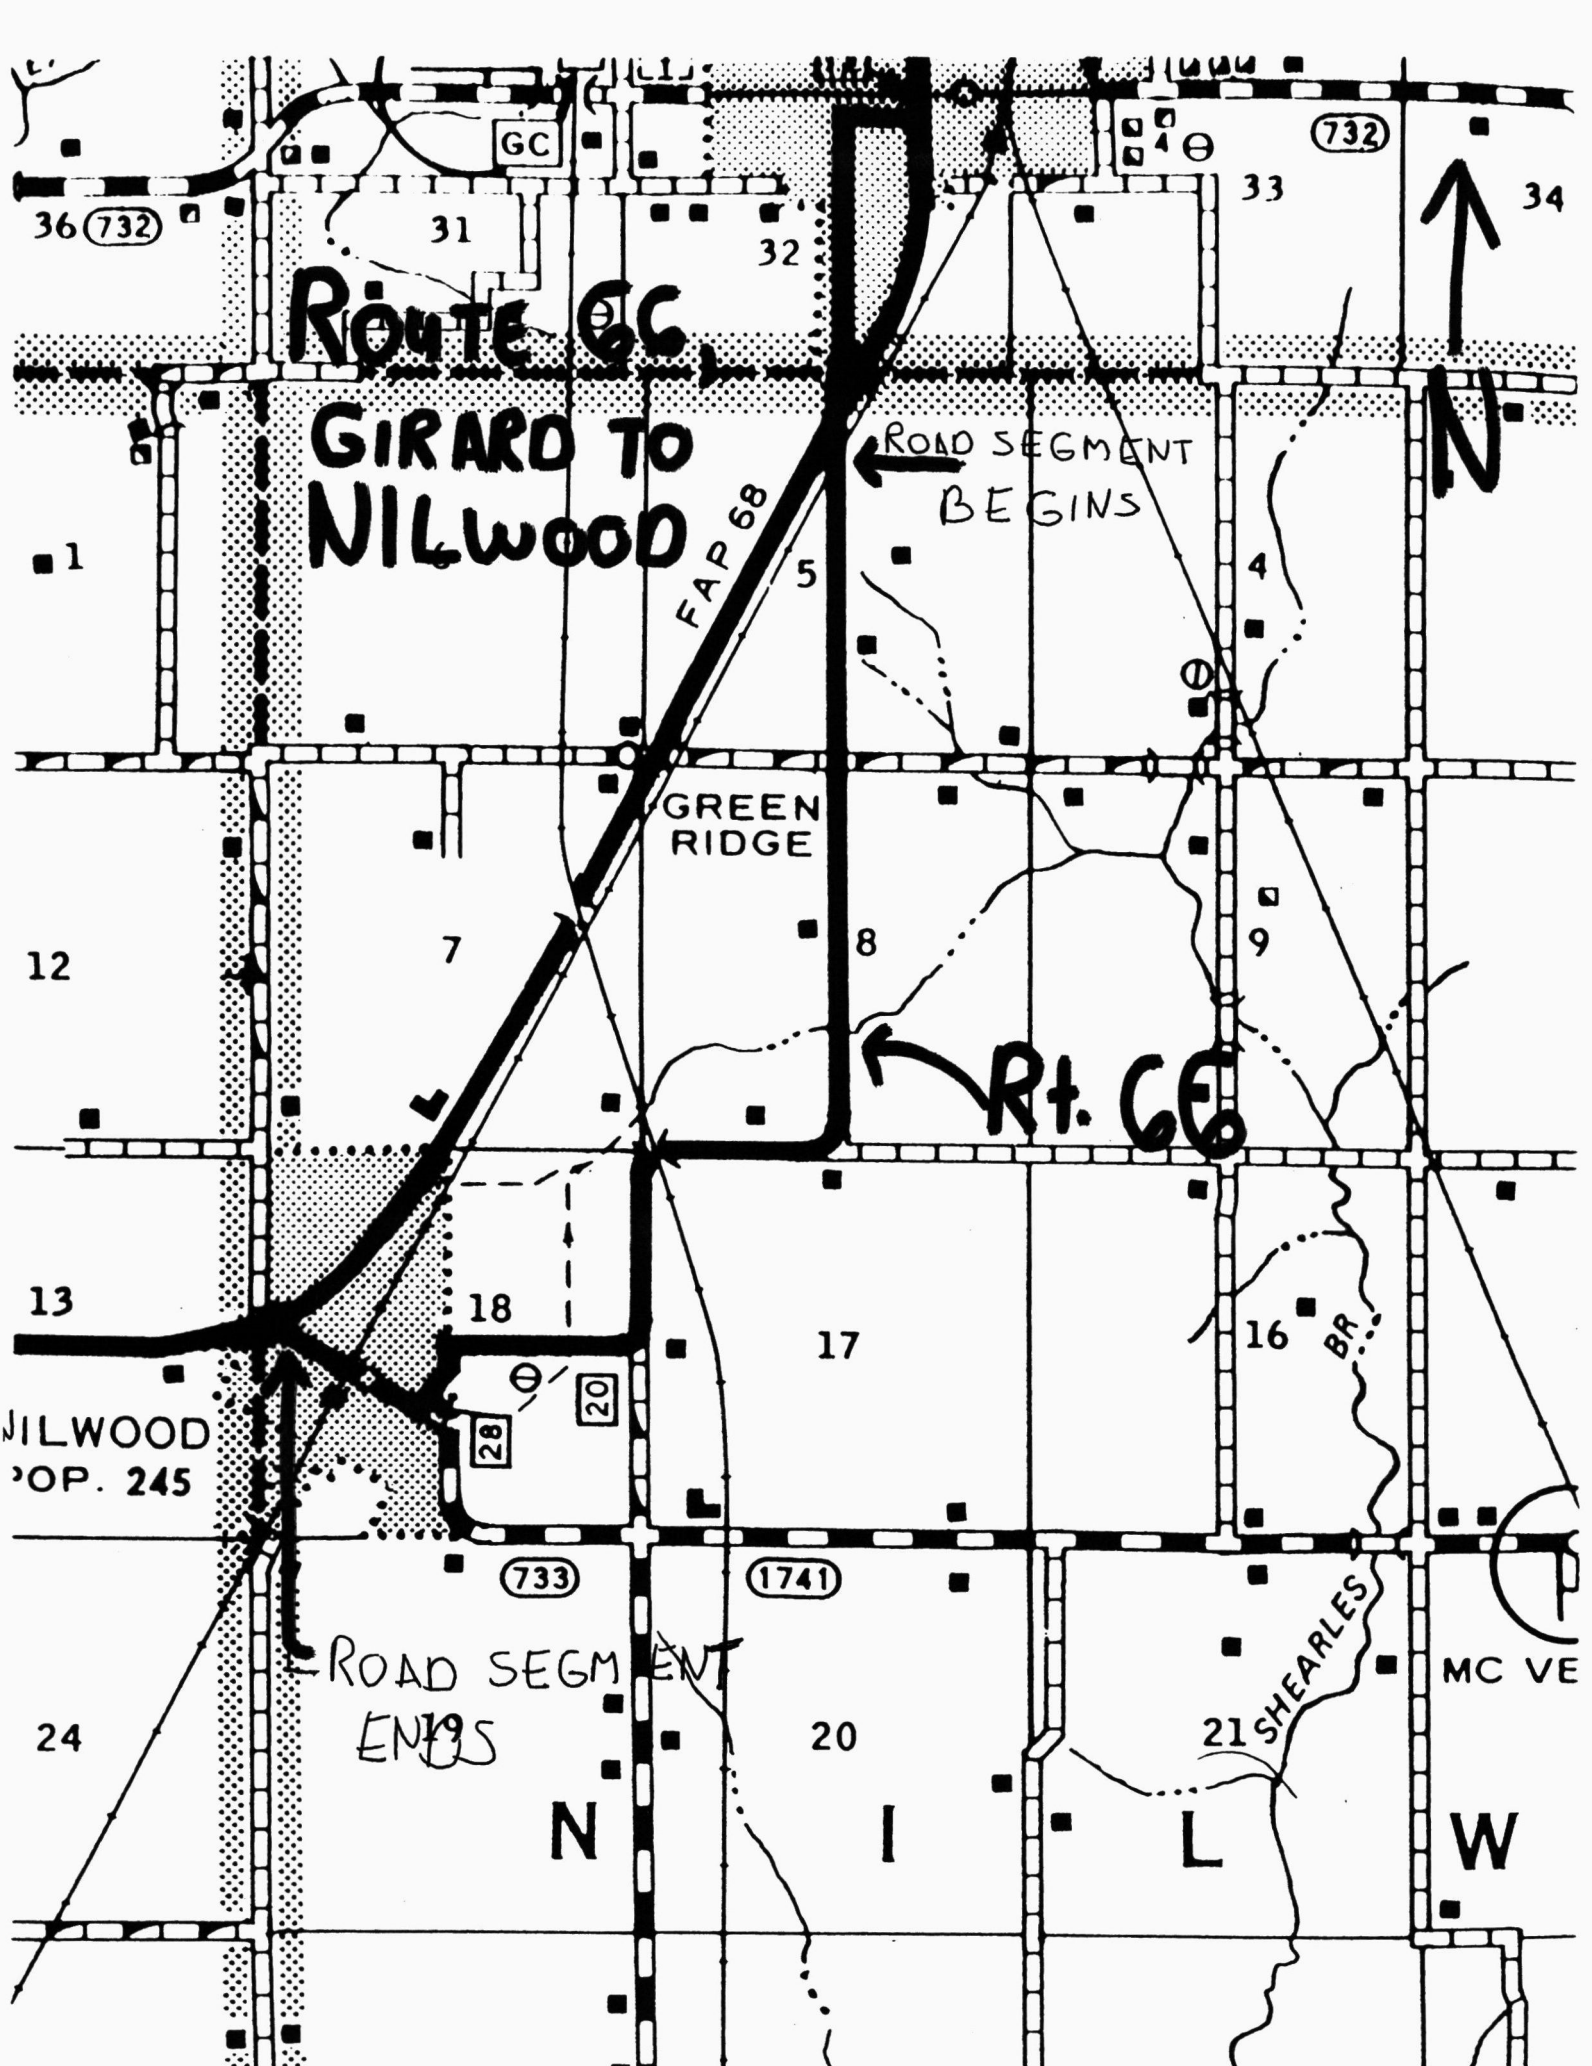 GC
732
4
33
34
36
732
31
32
ROUTE 66,
GIRARD TO
NILWOOD
N
ROAD SEGMENT
BEGINS
FAP 68
1
5
4
GREEN
RIDGE
12
7
8
9
Rt. 66
13
18
17
16
BR.
20
28
NILWOOD
POP. 245
733
1741
SHEARLES
MC VE
ROAD SEGMENT
ENDS
19
24
20
21
N I L W